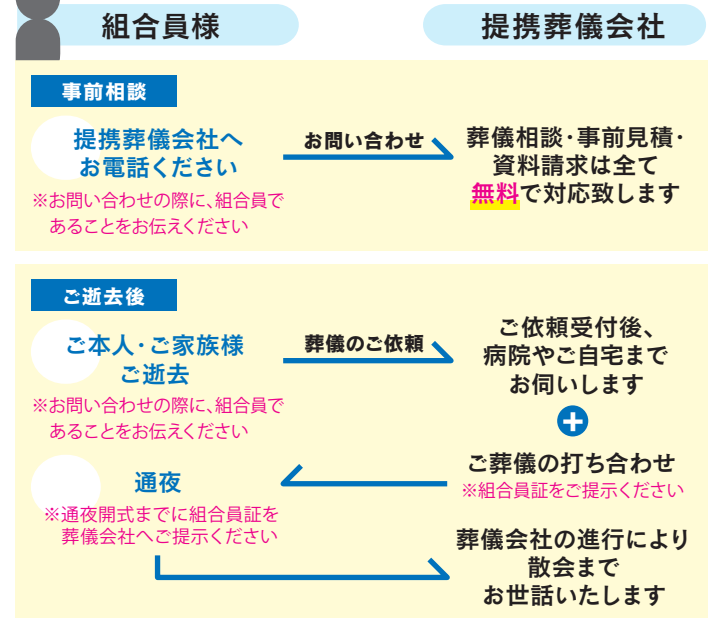 組合員様
提携葬儀会社
事前相談
提携葬儀会社へ
お電話ください
※お問い合わせの際に、組合員で
あることをお伝えください
お問い合わせ
葬儀相談・事前見積・
資料請求は全て
無料で対応致します
ご逝去後
ご本人・ご家族様
ご逝去
※お問い合わせの際に、組合員で
あることをお伝えください
葬儀のご依頼
ご依頼受付後、
病院やご自宅まで
お伺いします
+
ご葬儀の打ち合わせ
※組合員証をご提示ください
通夜
※通夜開式までに組合員証を
葬儀会社へご提示ください
葬儀会社の進行により
散会まで
お世話いたします